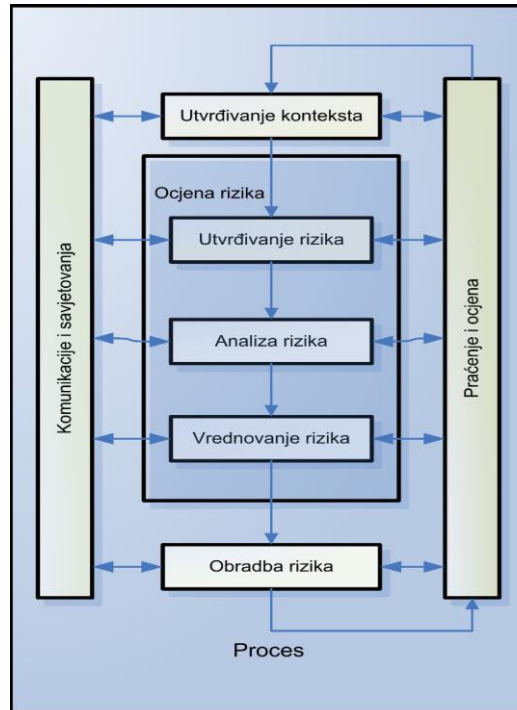 Utvrđivanje konteksta
Ocjena rizika
Utvrđivanje rizika
Analiza rizika
Vrednovanje rizika
Obradba rizika
Komunikacije i savjetovanja
Praćenje i ocjena
Proces